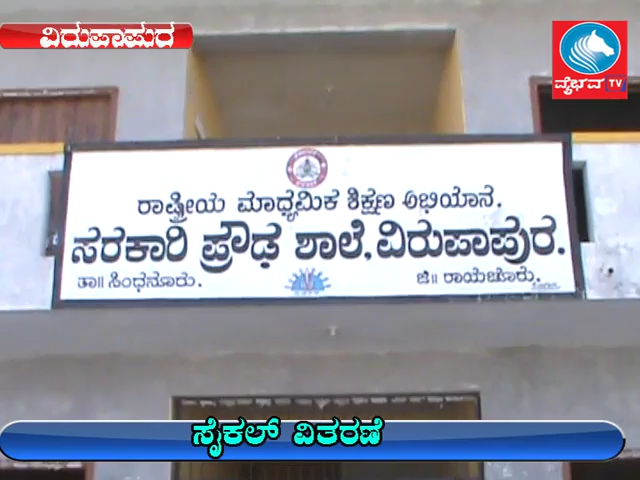 ವಿರುಪಾಪುರ
ವೈಭವ TV
ರಾಷ್ಟ್ರೀಯ ಮಾಧ್ಯಮಿಕ ಶಿಕ್ಷಣ ಅಭಿಯಾನ.
ಸರಕಾರಿ ಪ್ರೌಢ ಶಾಲೆ, ವಿರುಪಾಪುರ.
ತಾ॥ ಸಿಂಧನೂರು. ಜಿ॥ ರಾಯಚೂರು.
ಸೈಕಲ್ ವಿತರಣೆ